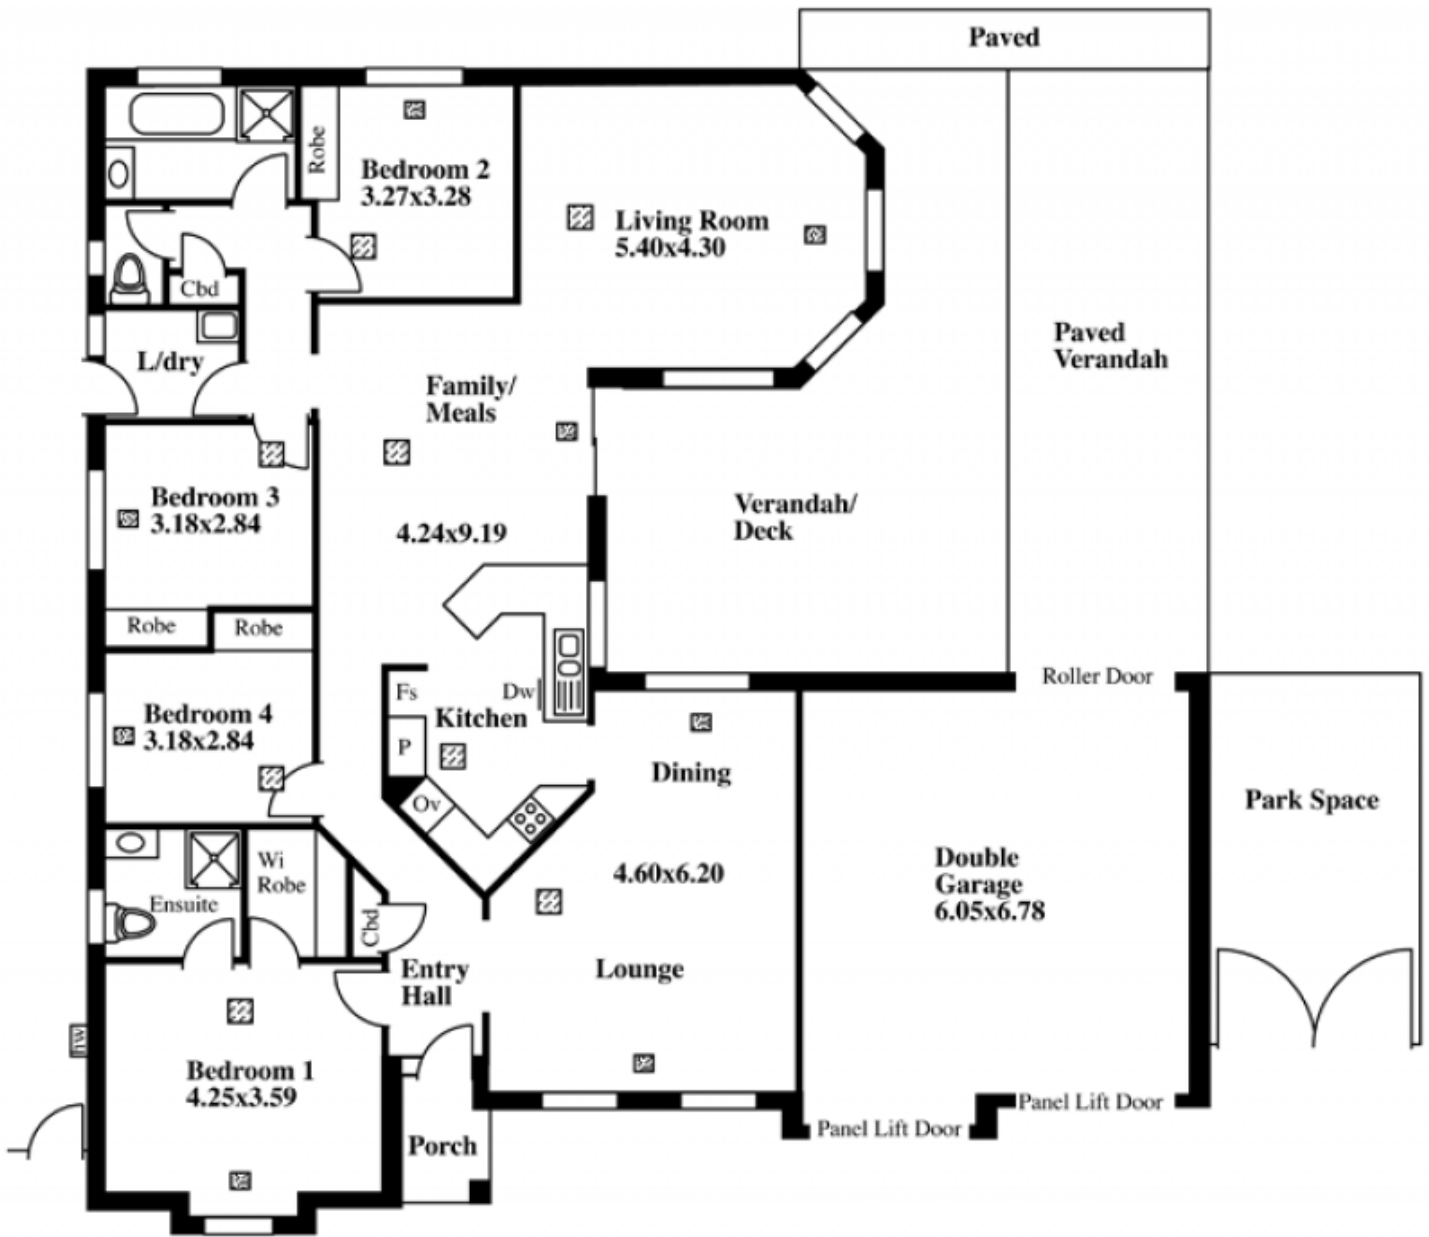 Paved
Robe
Bedroom 2
3.27x3.28
Living Room
5.40x4.30
Cbd
L/dry
Paved
Verandah
Family/
Meals
Bedroom 3
3.18x2.84
Verandah/
Deck
4.24x9.19
Robe
Robe
Roller Door
Fs
Dw
Bedroom 4
3.18x2.84
Kitchen
P
Dining
Park Space
Ov
Wi
Robe
4.60x6.20
Double
Garage
6.05x6.78
Ensuite
Cbd
Entry
Hall
Lounge
hw
Bedroom 1
4.25x3.59
Panel Lift Door
Panel Lift Door
Porch